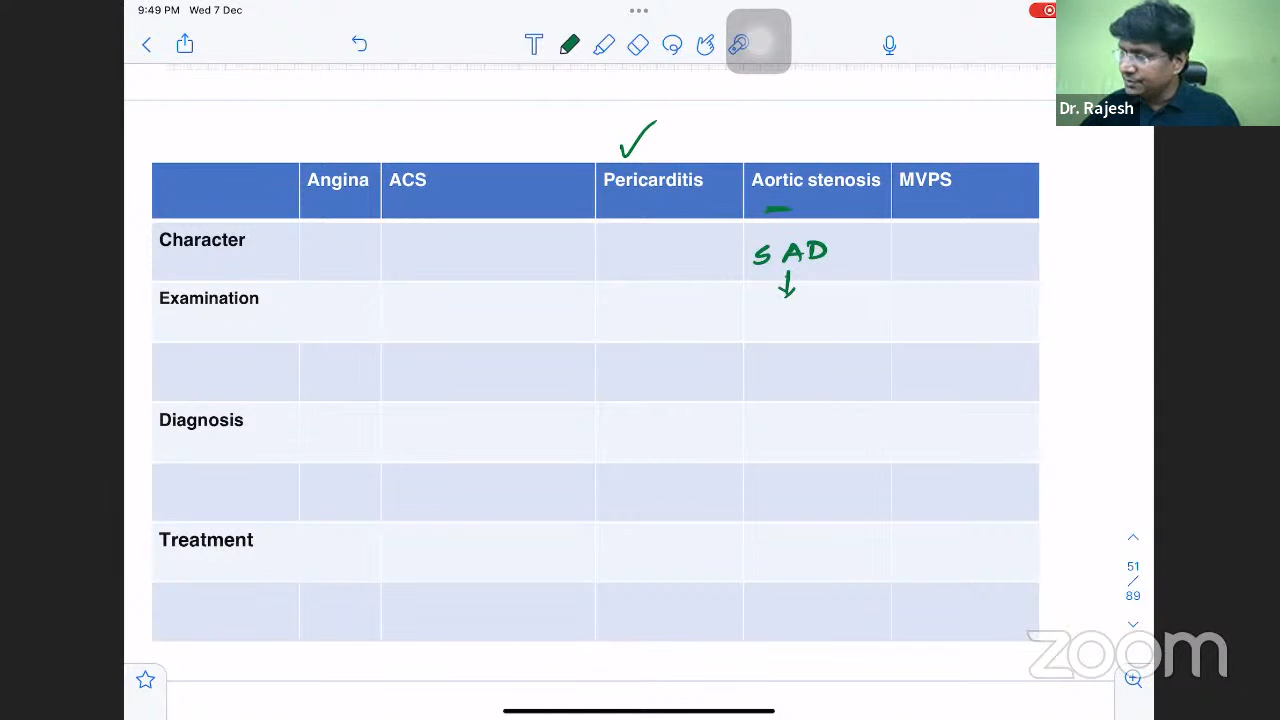 9:49 PM Wed 7 Dec
T
Dr. Rajesh
Angina ACS Pericarditis Aortic stenosis MVPS
Character SAD
Examination
Diagnosis
Treatment
51
/
89
zoom